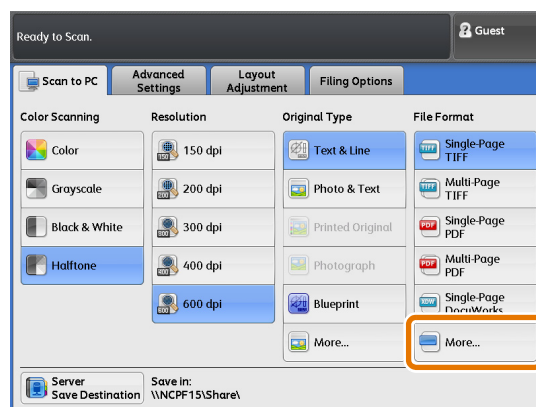 Ready to Scan.
Guest
Scan to PC
Advanced
Settings
Layout
Adjustment
Filing Options
Color Scanning
Resolution
Original Type
File Format
Color
150 dpi
Text & Line
Single-Page
TIFF
Grayscale
200 dpi
Photo & Text
Multi-Page
TIFF
Black & White
300 dpi
Printed Original
Single-Page
PDF
Halftone
400 dpi
Photograph
Multi-Page
PDF
600 dpi
Blueprint
Single-Page
DocuWorks
More...
More...
Server
Save Destination
Save in:
\\NCPF15\Share\